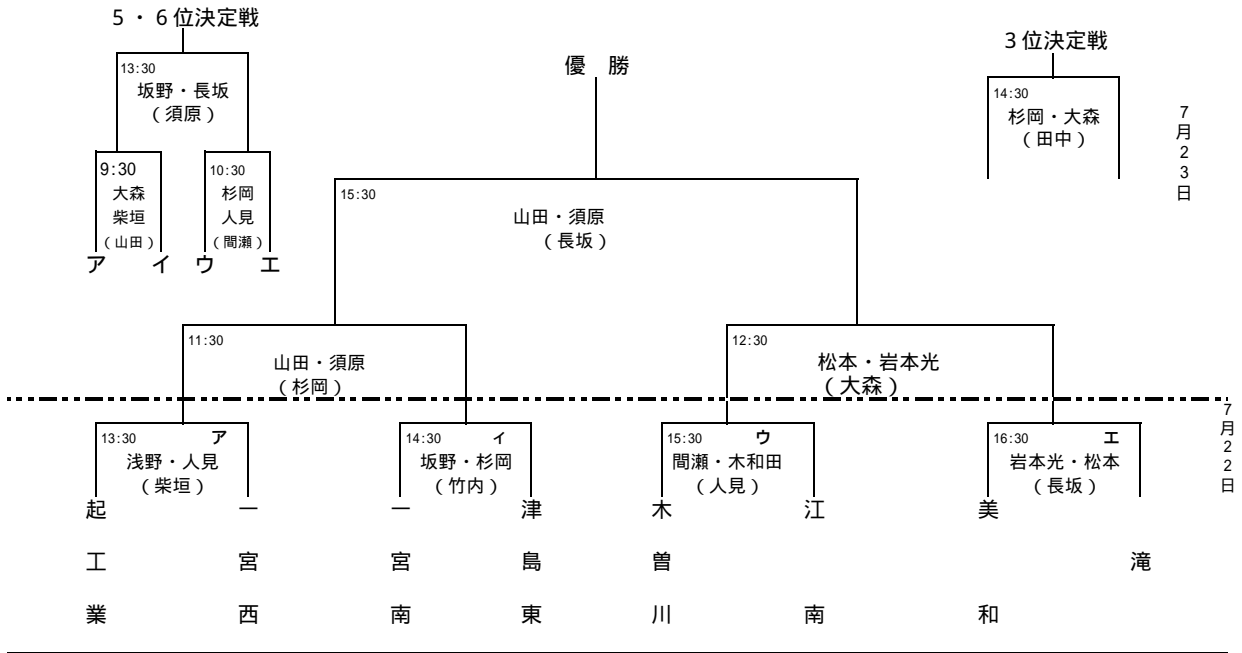 5・6位決定戦
13:30
坂野・長坂
(須原)
9:30
大森
柴垣
(山田)
10:30
杉岡
人見
(間瀬)
ア イ ウ エ
優 勝
15:30
山田・須原
(長坂)
3位決定戦
14:30
杉岡・大森
(田中)
7月23日
11:30
山田・須原
(杉岡)
12:30
松本・岩本光
(大森)
13:30 ア
浅野・人見
(柴垣)
14:30 イ
坂野・杉岡
(竹内)
15:30 ウ
間瀬・木和田
(人見)
16:30 エ
岩本光・松本
(長坂)
7月22日
起工業
一宮西
一宮南
津島東
木曽川
江南
美和
滝